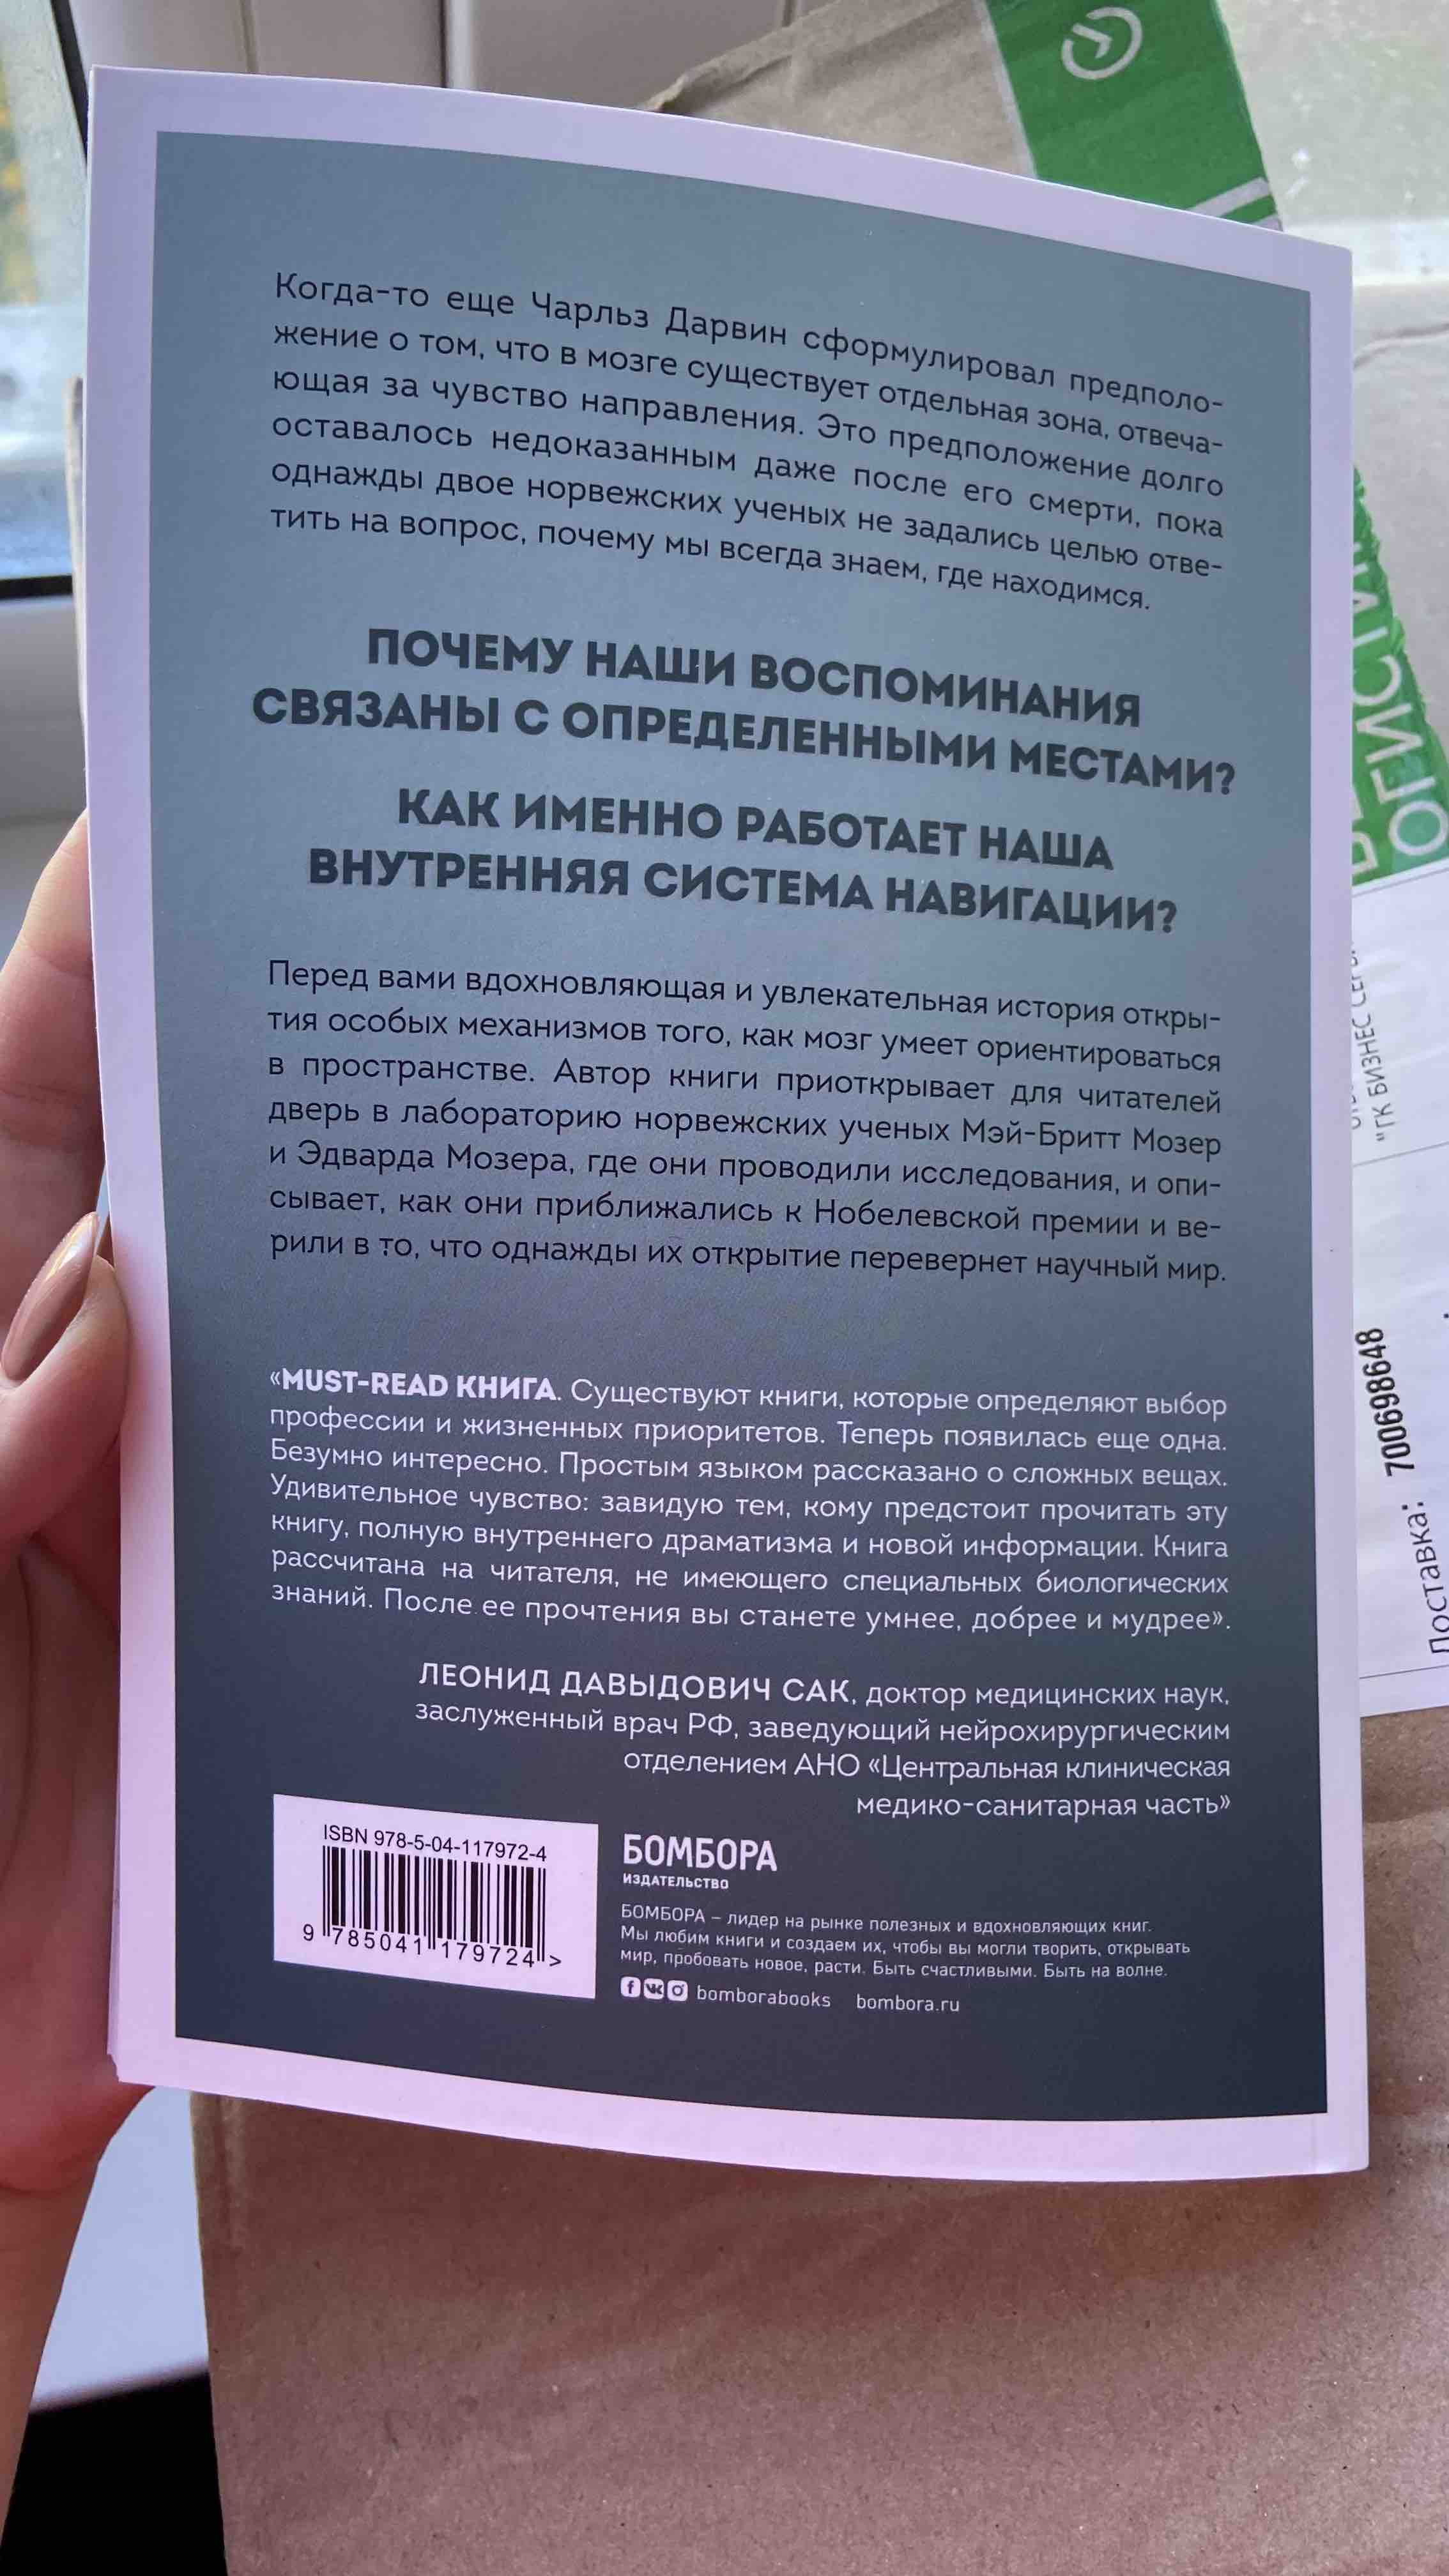 Когда-то еще Чарльз Дарвин сформулировал предполо-
жение о том, что в мозге существует отдельная зона, отвеча-
ющая за чувство направления. Это предположение долго
оставалось недоказанным даже после его смерти, пока
однажды двое норвежских ученых не задались целью отве-
тить на вопрос, почему мы всегда знаем, где находимся.
ПОЧЕМУ НАШИ ВОСПОМИНАНИЯ
СВЯЗАНЫ С ОПРЕДЕЛЕННЫМИ МЕСТАМИ?
КАК ИМЕННО РАБОТАЕТ НАША
ВНУТРЕННЯЯ СИСТЕМА НАВИГАЦИИ?
Перед вами вдохновляющая и увлекательная история откры-
тия особых механизмов того, как мозг умеет ориентироваться
в пространстве. Автор книги приоткрывает для читателей
дверь в лабораторию норвежских ученых Мэй-Бритт Мозер
и Эдварда Мозера, где они проводили исследования, и опи-
сывает, как они приближались к Нобелевской премии и ве-
рили в то, что однажды их открытие перевернет научный мир.
«MUST-READ КНИГА. Существуют книги, которые определяют выбор
профессии и жизненных приоритетов. Теперь появилась еще одна.
Безумно интересно. Простым языком рассказано о сложных вещах.
Удивительное чувство: завидую тем, кому предстоит прочитать эту
книгу, полную внутреннего драматизма и новой информации. Книга
рассчитана на читателя, не имеющего специальных биологических
знаний. После ее прочтения вы станете умнее, добрее и мудрее».
ЛЕОНИД ДАВЫДОВИЧ САК, доктор медицинских наук,
заслуженный врач РФ, заведующий нейрохирургическим
отделением АНО «Центральная клиническая
медико-санитарная часть»
ISBN 978-5-04-117972-4
9 785041 179724 >
БОМБОРА
ИЗДАТЕЛЬСТВО
БОМБОРА – лидер на рынке полезных и вдохновляющих книг.
Мы любим книги и создаем их, чтобы вы могли творить, открывать
мир, пробовать новое, расти. Быть счастливыми. Быть на волне.
bomborabooks bombora.ru
"ГК БИЗНЕС
Доставка: 700698648